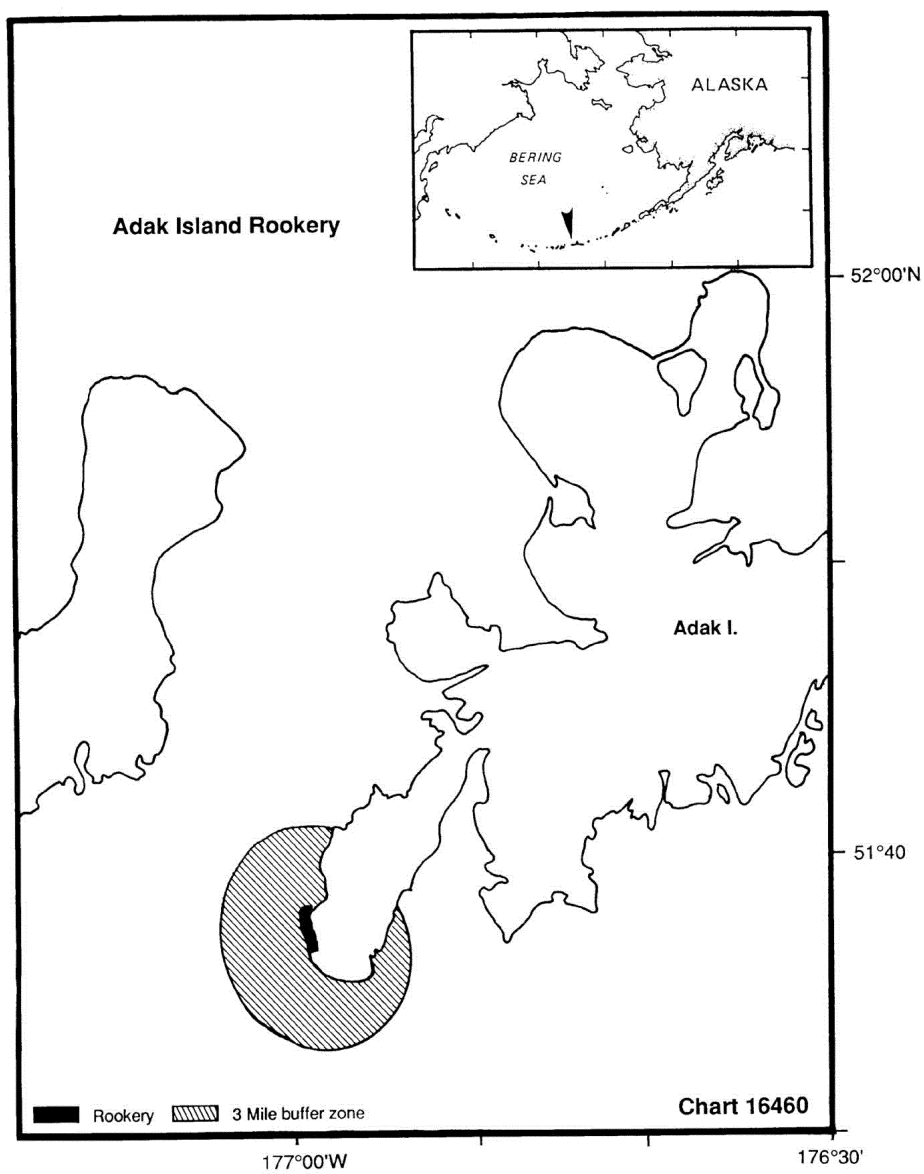 ALASKA
BERING
SEA
Adak Island Rookery
52°00'N
Adak I.
51°40
Rookery
3 Mile buffer zone
Chart 16460
177°00'W
176°30'